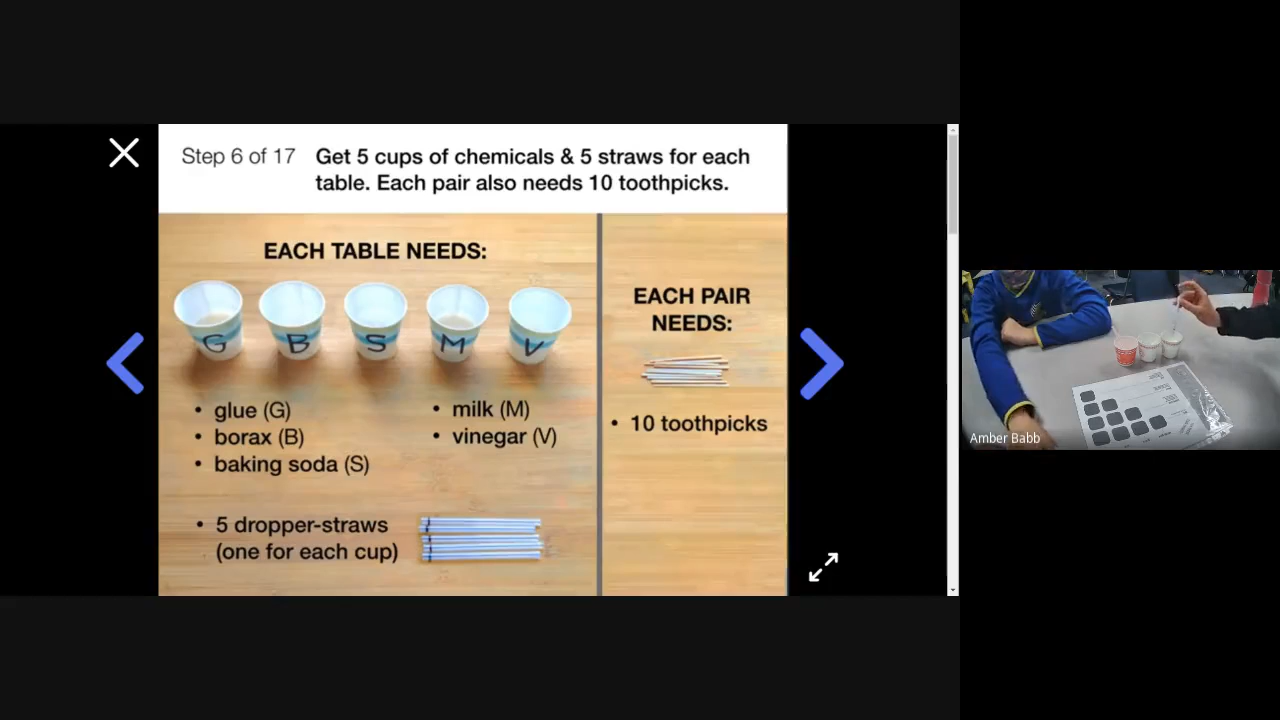 Step 6 of 17
Get 5 cups of chemicals & 5 straws for each
table. Each pair also needs 10 toothpicks.
EACH TABLE NEEDS:
G B S M V
• glue (G)
• borax (B)
• baking soda (S)
• milk (M)
• vinegar (V)
• 5 dropper-straws
(one for each cup)
EACH PAIR
NEEDS:
• 10 toothpicks
Amber Babb